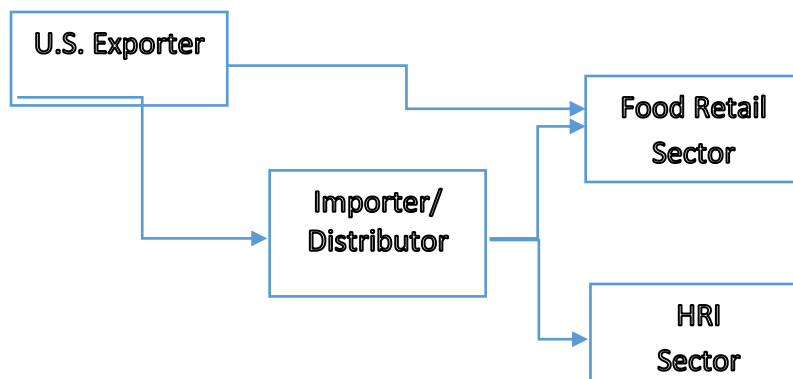 U.S. Exporter
Food Retail
Sector
Importer/
Distributor
HRI
Sector